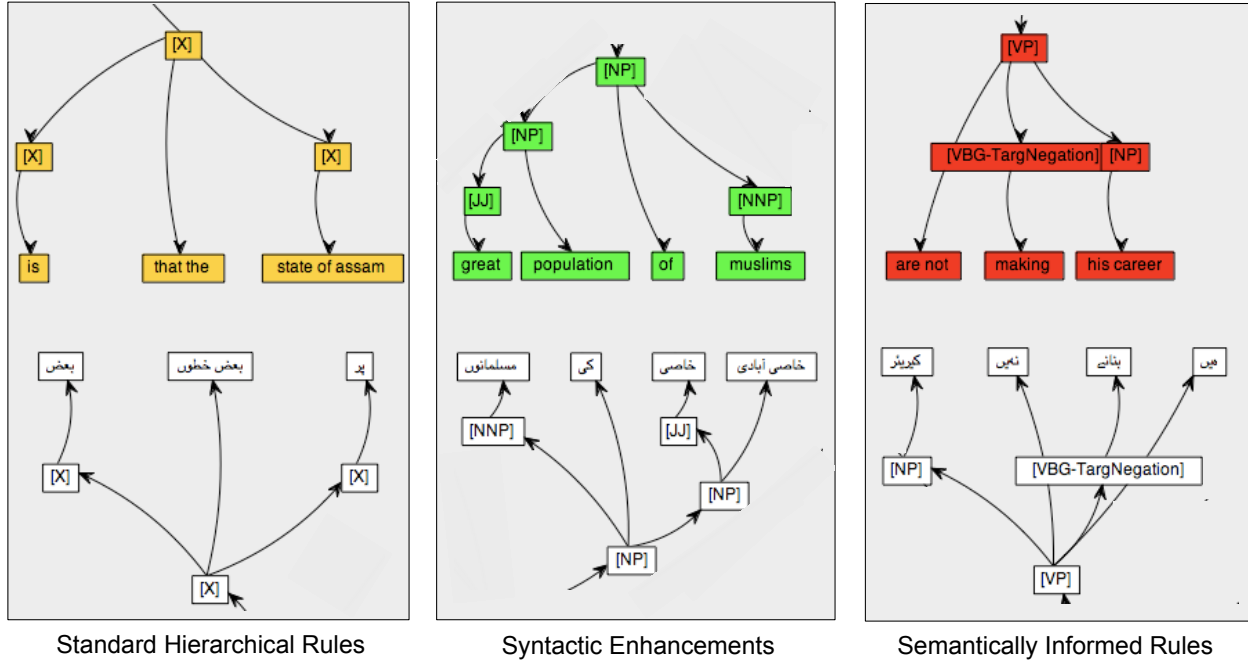 [X]
[X]
[X]
is
that the
state of assam
بعض
بعض خطوں
پر
[X]
[X]
[X]
Standard Hierarchical Rules
[NP]
[NP]
[JJ]
[NNP]
great
population
of
muslims
مسلمانوں
کی
خاصی
خاصی آبادی
[NNP]
[JJ]
[NP]
[NP]
Syntactic Enhancements
[VP]
[VBG-TargNegation]
[NP]
are not
making
his career
کیریئر
نہیں
بنانے
میں
[NP]
[VBG-TargNegation]
[VP]
Semantically Informed Rules